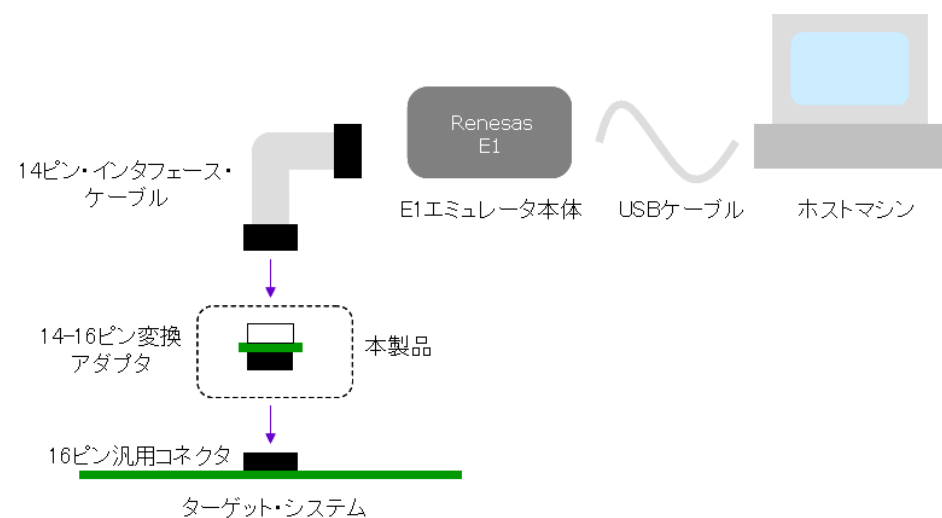 Renesas
E1
14ピン・インタフェース・
ケーブル
E1エミュレータ本体
USBケーブル
ホストマシン
14-16ピン変換
アダプタ
本製品
16ピン汎用コネクタ
ターゲット・システム